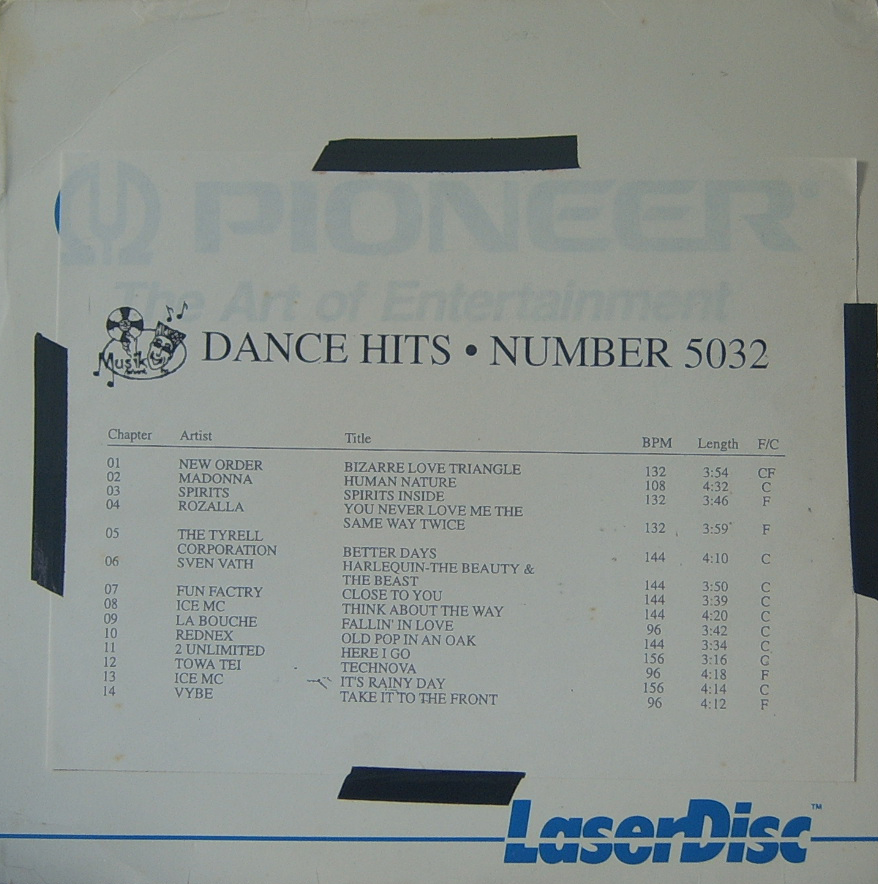 PIONEER
The Art of Entertainment
Musik
DANCE HITS • NUMBER 5032
Chapter Artist Title BPM Length F/C
01 NEW ORDER BIZARRE LOVE TRIANGLE 132 3:54 CF
02 MADONNA HUMAN NATURE 108 4:32 C
03 SPIRITS SPIRITS INSIDE 132 3:46 F
04 ROZALLA YOU NEVER LOVE ME THE
SAME WAY TWICE 132 3:59 F
05 THE TYRELL
CORPORATION BETTER DAYS 144 4:10 C
06 SVEN VATH HARLEQUIN-THE BEAUTY &
THE BEAST 144 3:50 C
07 FUN FACTRY CLOSE TO YOU 144 3:39 C
08 ICE MC THINK ABOUT THE WAY 144 4:20 C
09 LA BOUCHE FALLIN' IN LOVE 96 3:42 C
10 REDNEX OLD POP IN AN OAK 144 3:34 C
11 2 UNLIMITED HERE I GO 156 3:16 C
12 TOWA TEI TECHNOVA 96 4:18 F
13 ICE MC IT'S RAINY DAY 156 4:14 C
14 VYBE TAKE IT TO THE FRONT 96 4:12 F
LaserDisc™